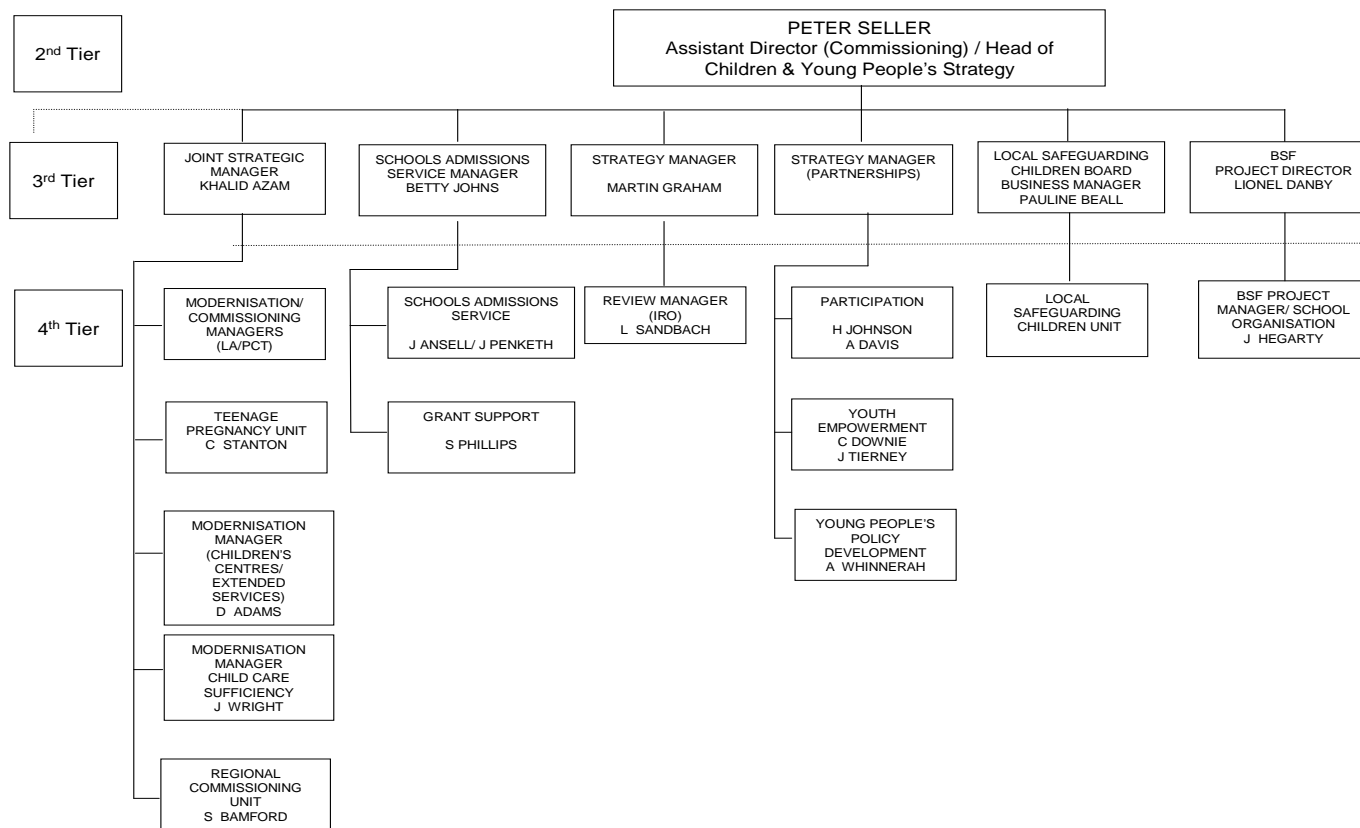 2nd Tier
PETER SELLER
Assistant Director (Commissioning) / Head of
Children & Young People's Strategy
3rd Tier
JOINT STRATEGIC
MANAGER
KHALID AZAM
SCHOOLS ADMISSIONS
SERVICE MANAGER
BETTY JOHNS
STRATEGY MANAGER
MARTIN GRAHAM
STRATEGY MANAGER
(PARTNERSHIPS)
LOCAL SAFEGUARDING
CHILDREN BOARD
BUSINESS MANAGER
PAULINE BEALL
BSF
PROJECT DIRECTOR
LIONEL DANBY
4th Tier
MODERNISATION/
COMMISSIONING
MANAGERS
(LA/PCT)
TEENAGE
PREGNANCY UNIT
C STANTON
MODERNISATION
MANAGER
(CHILDREN'S
CENTRES/
EXTENDED
SERVICES)
D ADAMS
MODERNISATION
MANAGER
CHILD CARE
SUFFICIENCY
J WRIGHT
REGIONAL
COMMISSIONING
UNIT
S BAMFORD
SCHOOLS ADMISSIONS
SERVICE
J ANSELL/ J PENKETH
GRANT SUPPORT
S PHILLIPS
REVIEW MANAGER
(IRO)
L SANDBACH
PARTICIPATION
H JOHNSON
A DAVIS
YOUTH
EMPOWERMENT
C DOWNIE
J TIERNEY
YOUNG PEOPLE'S
POLICY
DEVELOPMENT
A WHINNERAH
LOCAL
SAFEGUARDING
CHILDREN UNIT
BSF PROJECT
MANAGER/ SCHOOL
ORGANISATION
J HEGARTY